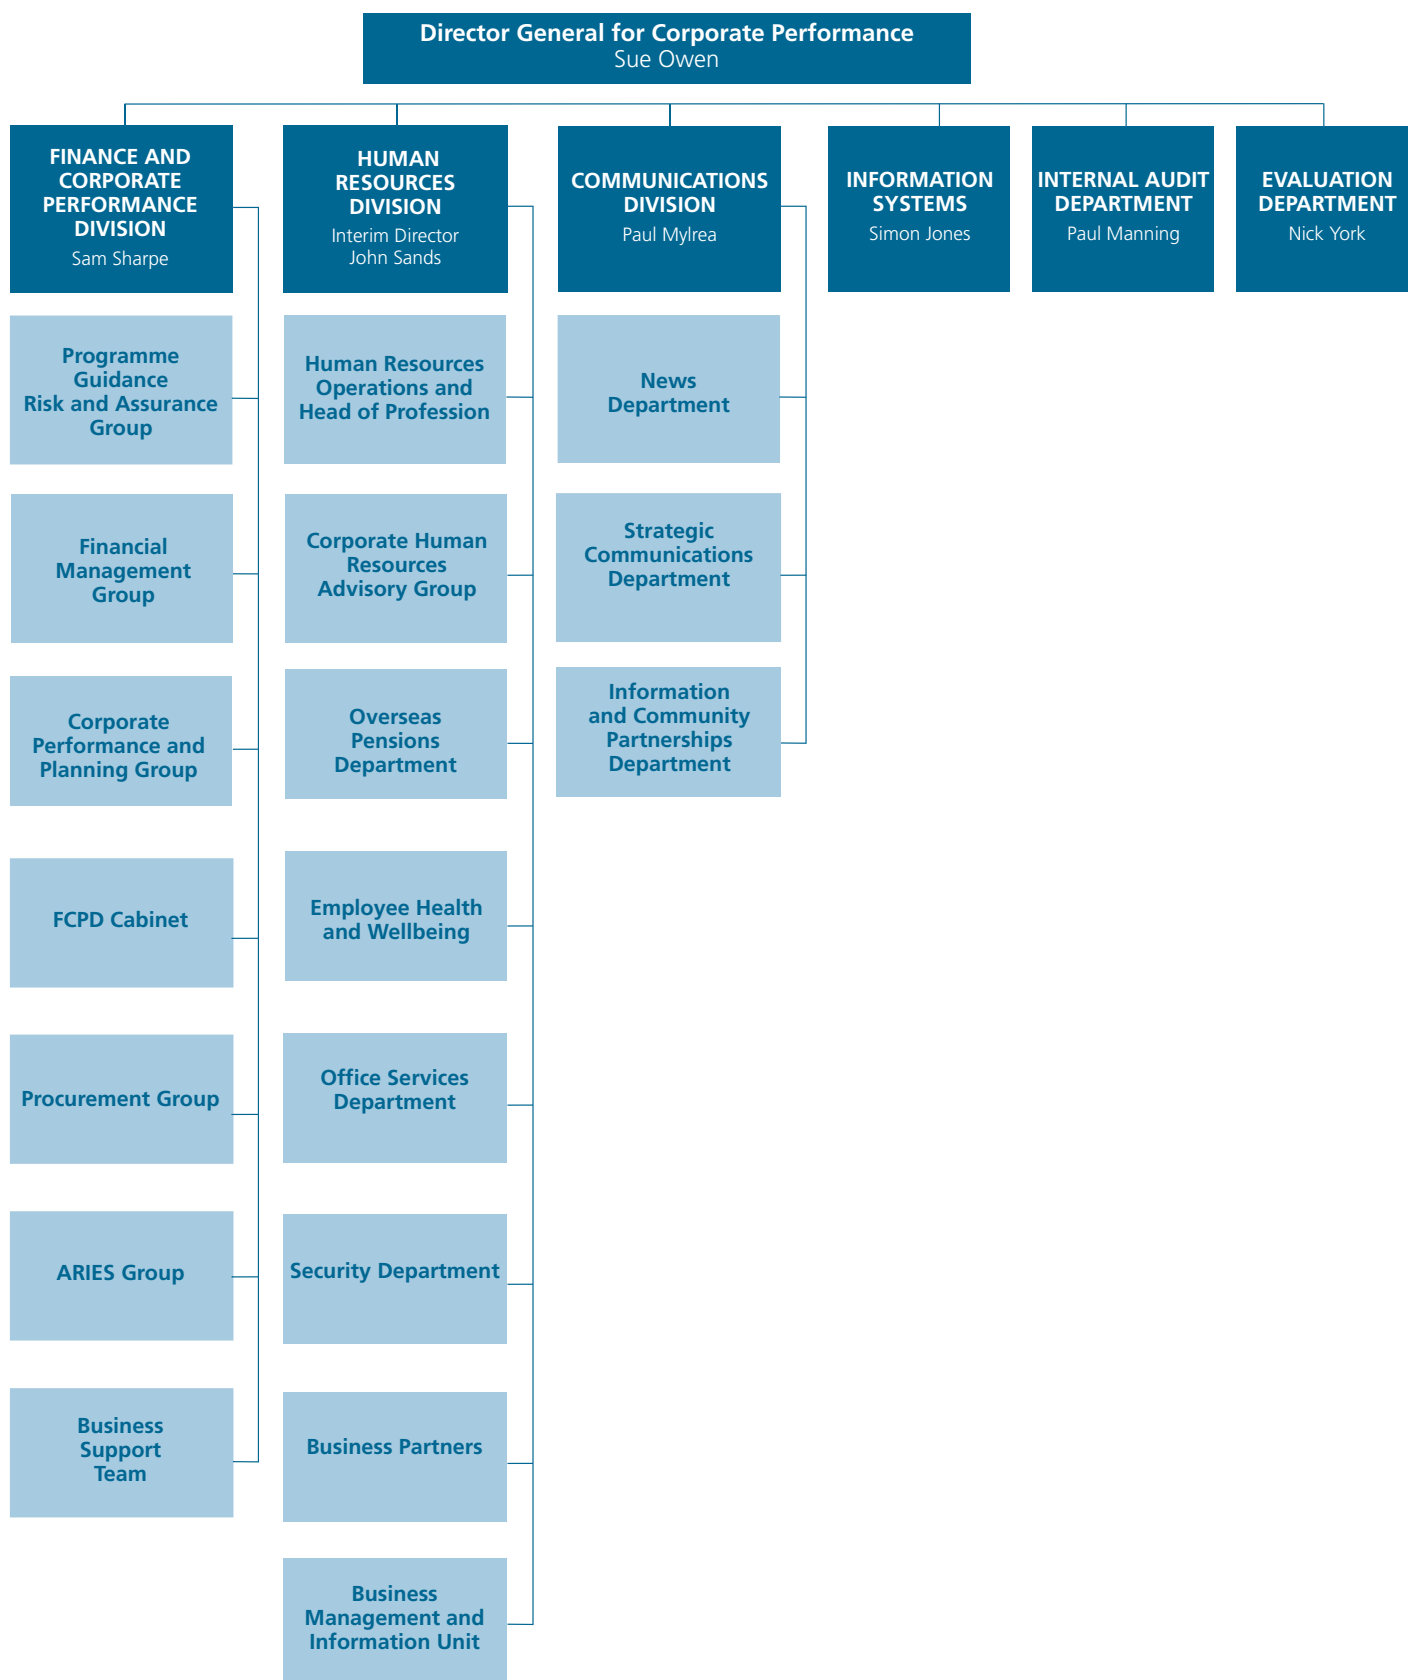 Director General for Corporate Performance
Sue Owen
FINANCE AND
CORPORATE
PERFORMANCE
DIVISION
Sam Sharpe
HUMAN
RESOURCES
DIVISION
Interim Director
John Sands
COMMUNICATIONS
DIVISION
Paul Mylrea
INFORMATION
SYSTEMS
Simon Jones
INTERNAL AUDIT
DEPARTMENT
Paul Manning
EVALUATION
DEPARTMENT
Nick York
Programme
Guidance
Risk and Assurance
Group
Financial
Management
Group
Corporate
Performance and
Planning Group
FCPD Cabinet
Procurement Group
ARIES Group
Business
Support
Team
Human Resources
Operations and
Head of Profession
Corporate Human
Resources
Advisory Group
Overseas
Pensions
Department
Employee Health
and Wellbeing
Office Services
Department
Security Department
Business Partners
Business
Management and
Information Unit
News
Department
Strategic
Communications
Department
Information
and Community
Partnerships
Department